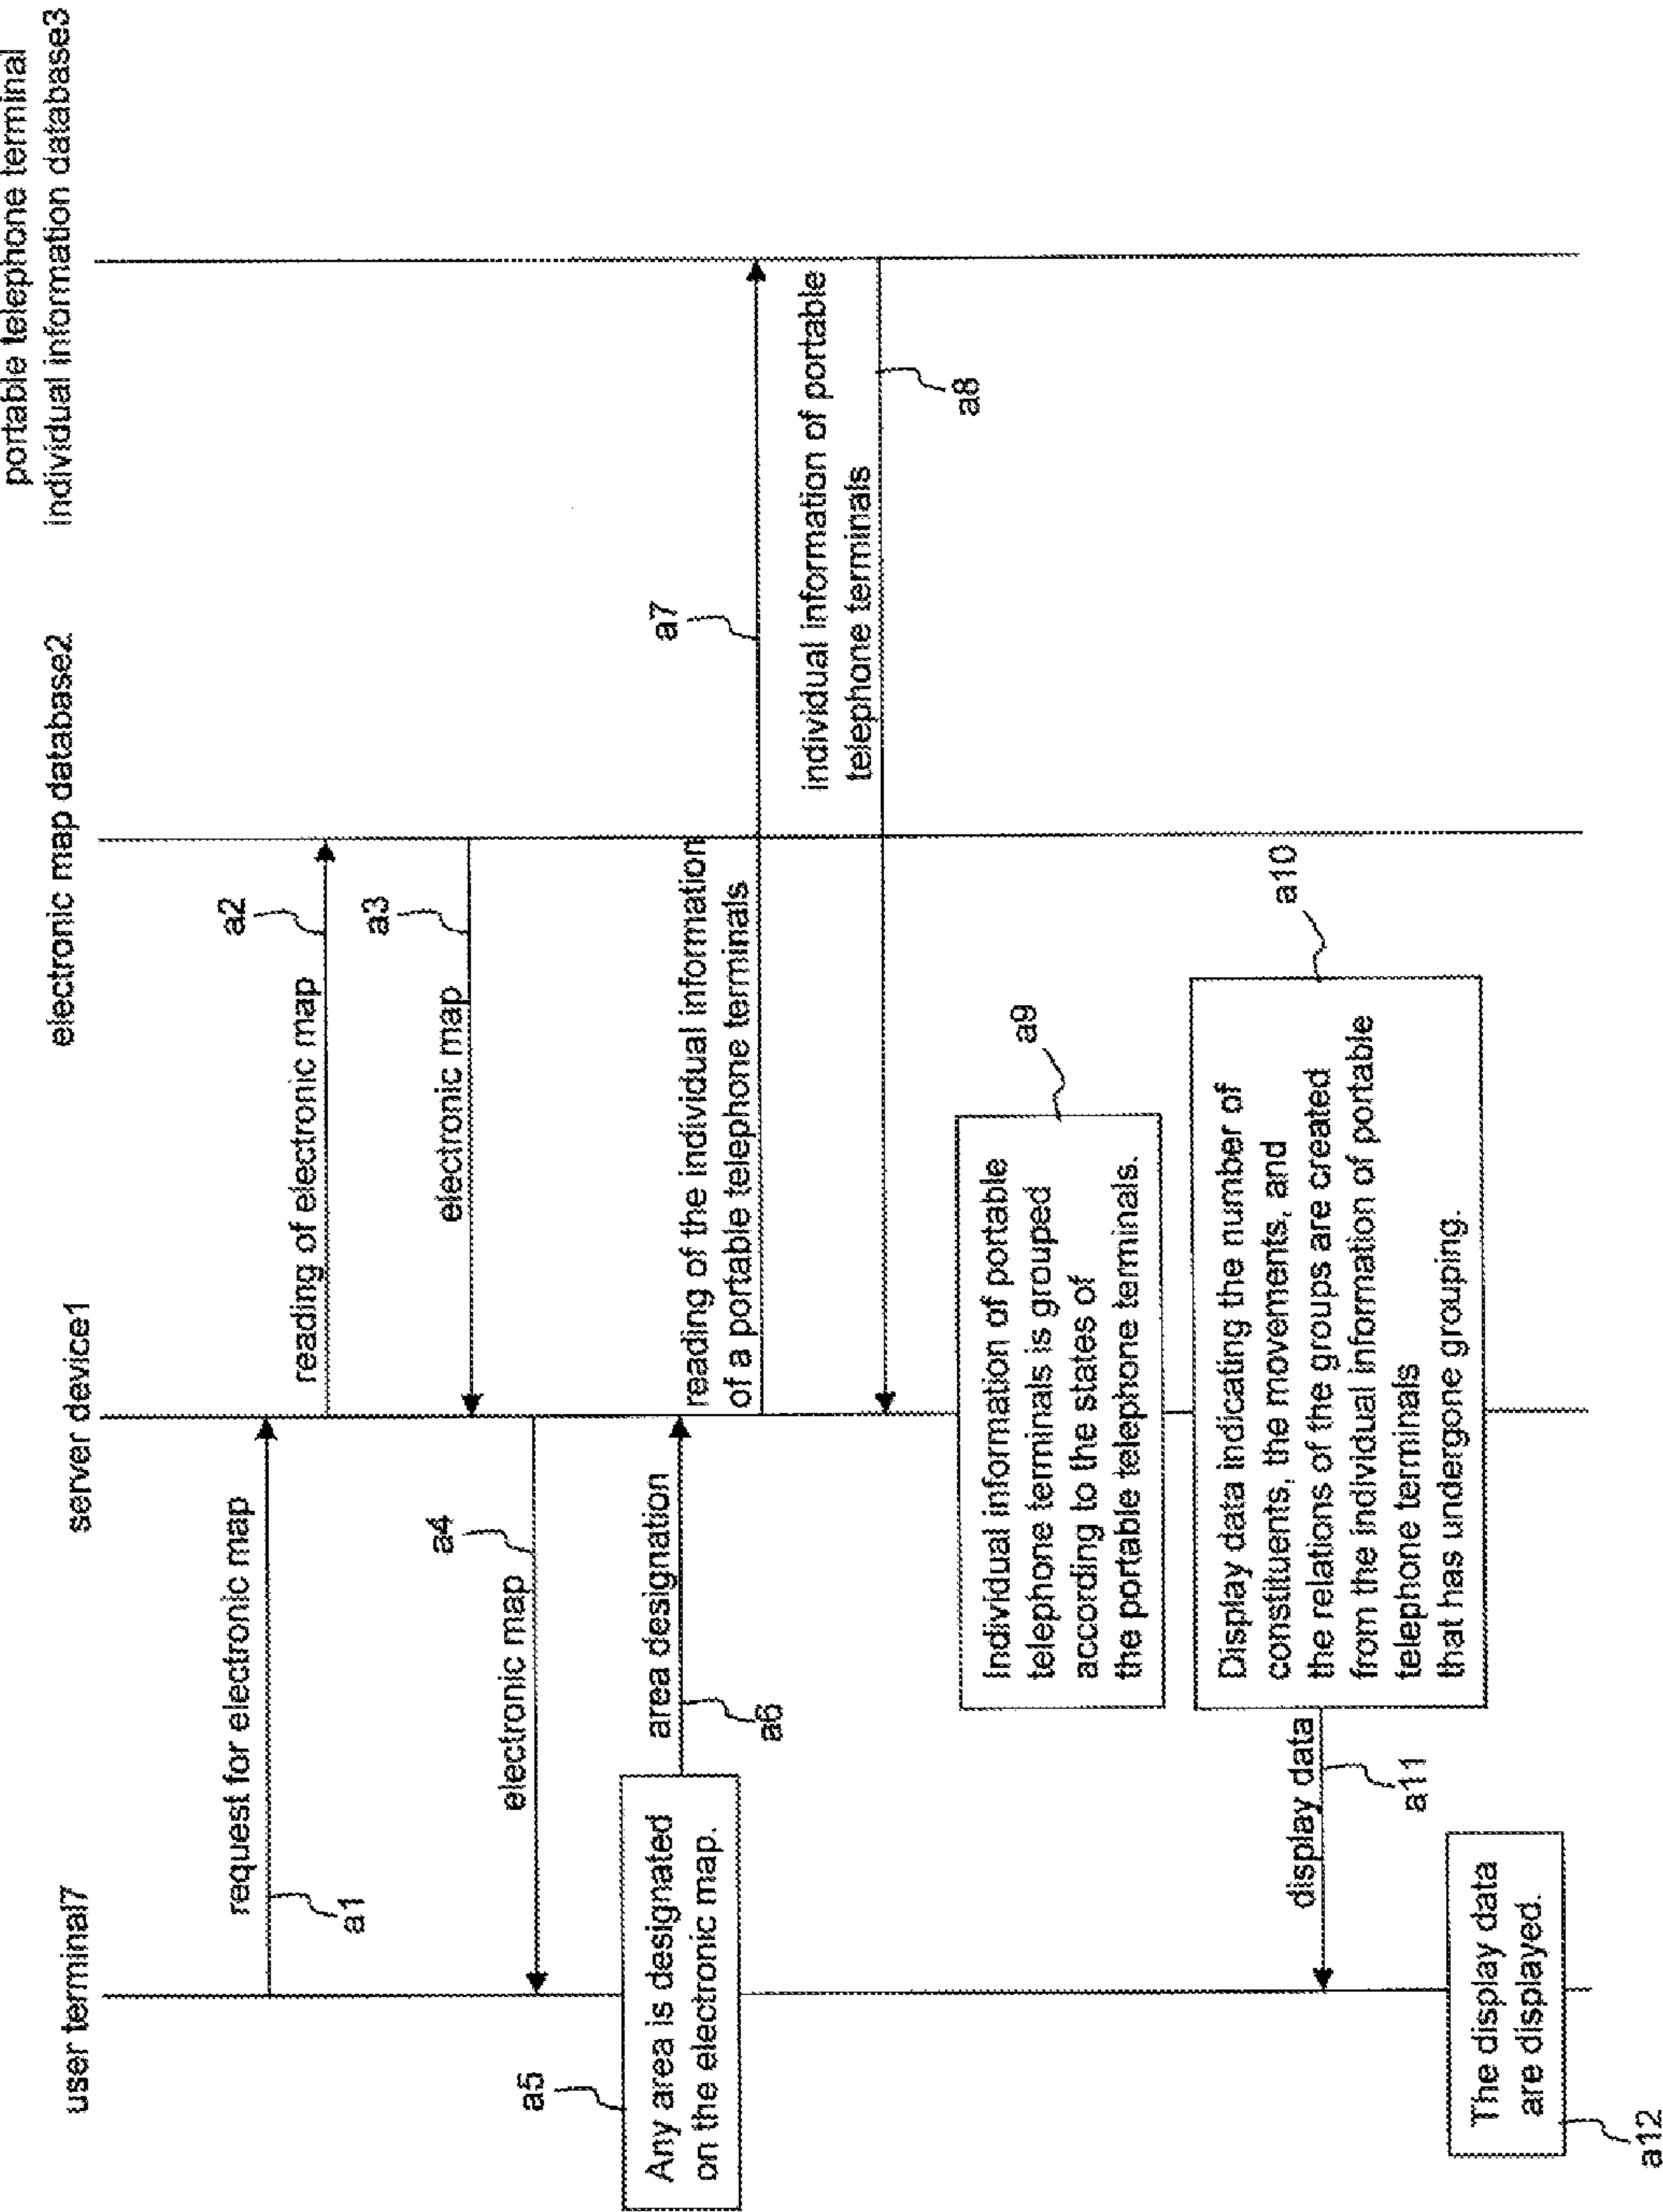 user terminal7
server device1
electronic map database2
portable telephone terminal
individual information database3
request for electronic map
a1
a2
reading of electronic map
a3
electronic map
a4
electronic map
a5
Any area is designated
on the electronic map.
area designation
a6
reading of the individual information
of a portable telephone terminals
a7
individual information of portable
telephone terminals
a8
a9
Individual information of portable
telephone terminals is grouped
according to the states of
the portable telephone terminals.
a10
Display data indicating the number of
constituents, the movements, and
the relations of the groups are created
from the individual information of portable
telephone terminals
that has undergone grouping.
display data
a11
The display data
are displayed.
a12